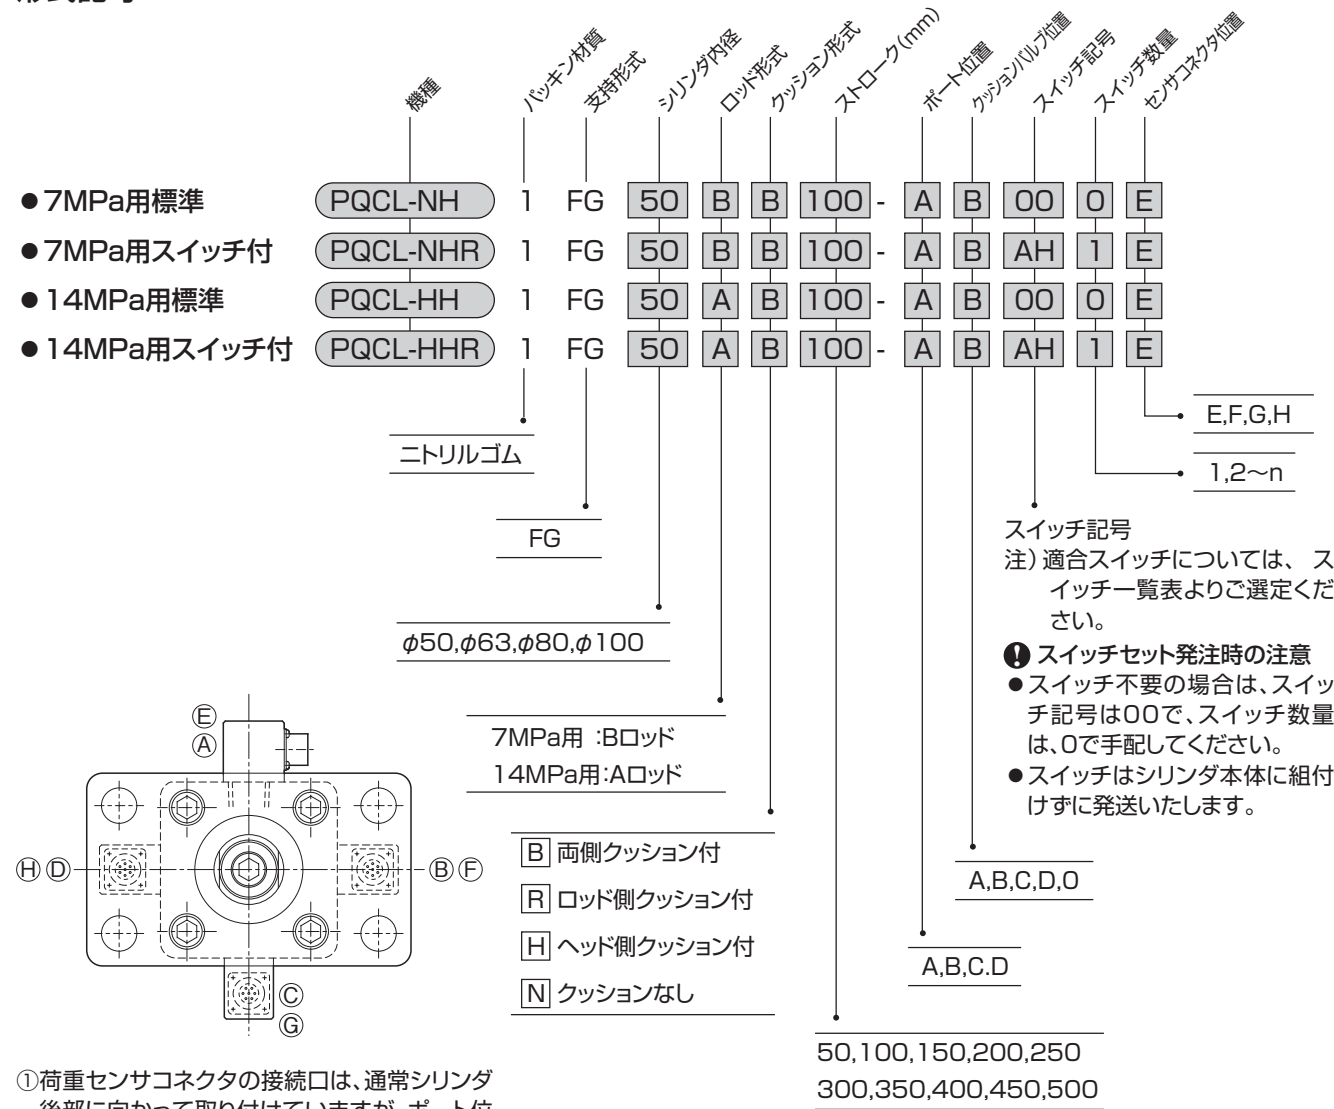 機種
パッキン材質
支持形式
シリンダ内径
ロッド形式
クッション形式
ストローク(mm)
ポート位置
クッションバルブ位置
スイッチ記号
スイッチ数量
センサコネクタ位置
●7MPa用標準 PQCL-NH 1 FG 50 B B 100 - A B 00 0 E
●7MPa用スイッチ付 PQCL-NHR 1 FG 50 B B 100 - A B AH 1 E
●14MPa用標準 PQCL-HH 1 FG 50 A B 100 - A B 00 0 E
●14MPa用スイッチ付 PQCL-HHR 1 FG 50 A B 100 - A B AH 1 E
E,F,G,H
ニトリルゴム
1,2〜n
FG
スイッチ記号
注)適合スイッチについては、ス
イッチ一覧表よりご選定くだ
さい。
φ50,φ63,φ80,φ100
スイッチセット発注時の注意
●スイッチ不要の場合は、スイッ
チ記号は00で、スイッチ数量
は、0で手配してください。
●スイッチはシリンダ本体に組付
けずに発送いたします。
7MPa用 :Bロッド
14MPa用:Aロッド
B 両側クッション付
R ロッド側クッション付
H ヘッド側クッション付
N クッションなし
A,B,C,D,0
A,B,C.D
50,100,150,200,250
300,350,400,450,500
Ⓔ
Ⓐ
Ⓗ Ⓓ
Ⓑ Ⓕ
Ⓒ
Ⓖ
①荷重センサコネクタの接続口は、通常シリンダ